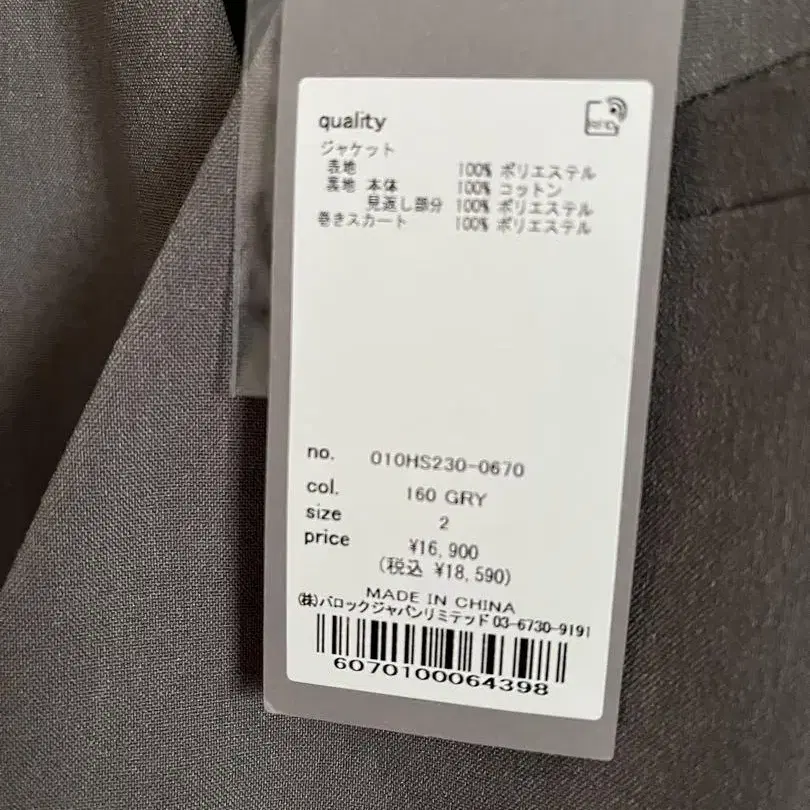 quality
ジャケット
表地 100% ポリエステル
裏地 本体 100% コットン
見返し部分 100% ポリエステル
巻きスカート 100% ポリエステル
no. 010HS230-0670
col. 160 GRY
size 2
price ¥16,900
(税込 ¥18,590)
MADE IN CHINA
(株)バロックジャパンリミテッド 03-6730-9191
6070100064398